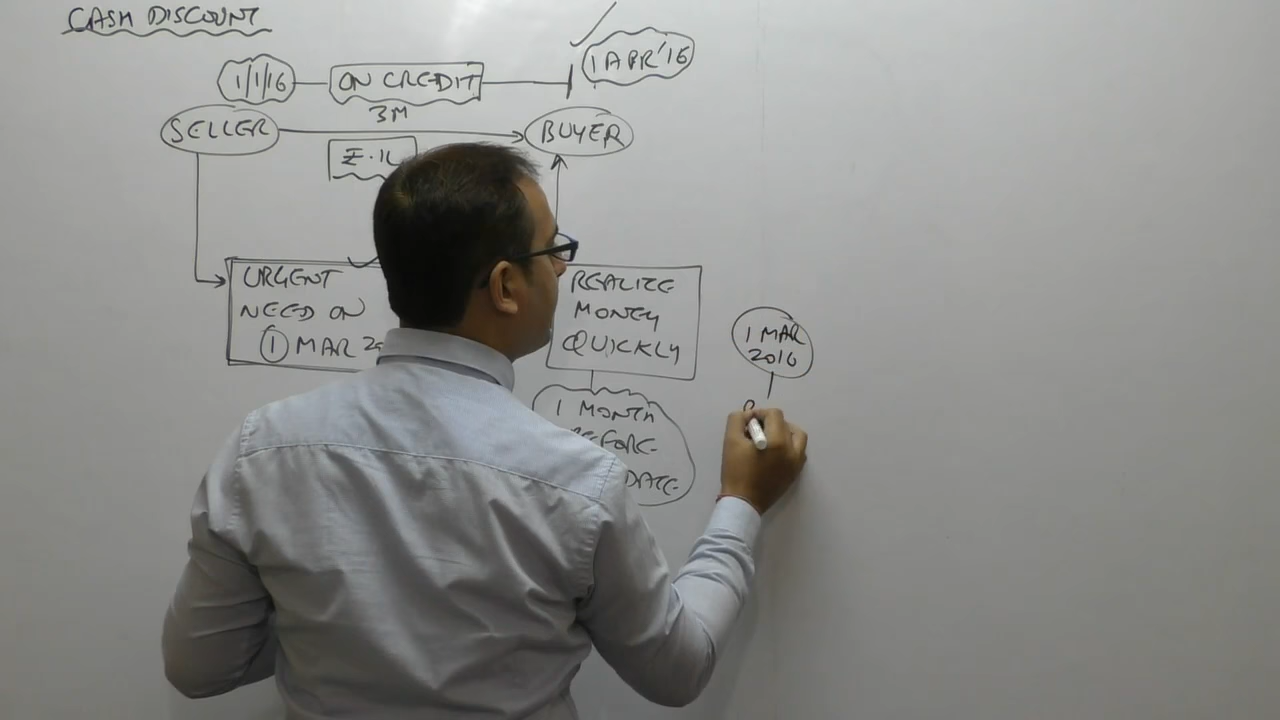 CASH DISCOUNT
1/1/16
ON CREDIT
1 APR'16
3M
SELLER
BUYER
URGENT
NEED ON
1 MAR
REALIZE
MONEY
QUICKLY
1 MONTH
DATE
1 MAR
2016